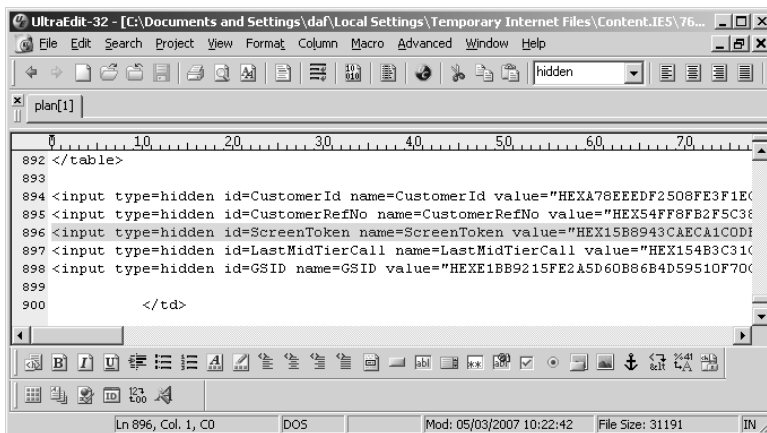 UltraEdit-32 - [C:\Documents and Settings\daf\Local Settings\Temporary Internet Files\Content.IE5\76...
File Edit Search Project View Format Column Macro Advanced Window Help
hidden
plan[1]
0 10 20 30 40 50 60 70
892 </table>
893
894 <input type=hidden id=CustomerId name=CustomerId value="HEXA78EEEDF2508FE3F1E
895 <input type=hidden id=CustomerRefNo name=CustomerRefNo value="HEX54FF8FB2F5C38
896 <input type=hidden id=ScreenToken name=ScreenToken value="HEX15B8943CAECA1C0D
897 <input type=hidden id=LastMidTierCall name=LastMidTierCall value="HEX154B3C31
898 <input type=hidden id=GSID name=GSID value="HEXE1BB9215FE2A5D60B86B4D59510F70
899
900 </td>
Ln 896, Col. 1, C0 DOS Mod: 05/03/2007 10:22:42 File Size: 31191 IN